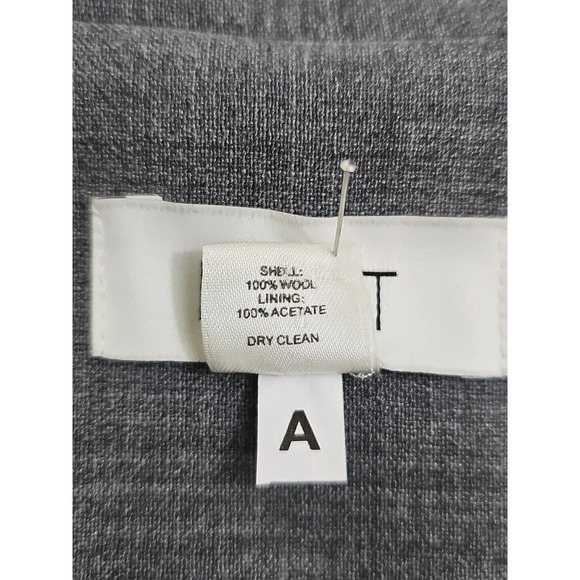 SHELL:
100% WOOL
LINING:
100% ACETATE
DRY CLEAN
T
A